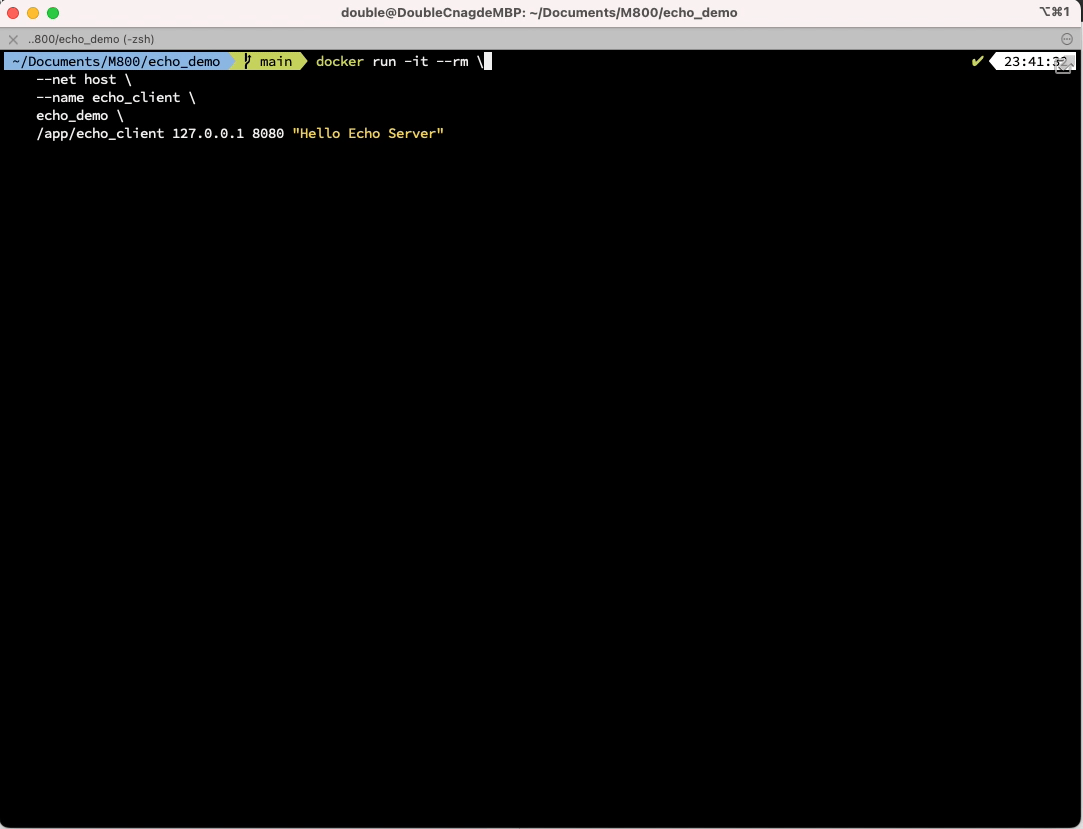 double@DoubleCnagdeMBP: ~/Documents/M800/echo_demo
⌥⌘1
..800/echo_demo (-zsh)
~/Documents/M800/echo_demo main docker run -it --rm \ ✔ 23:41:32
--net host \
--name echo_client \
echo_demo \
/app/echo_client 127.0.0.1 8080 "Hello Echo Server"